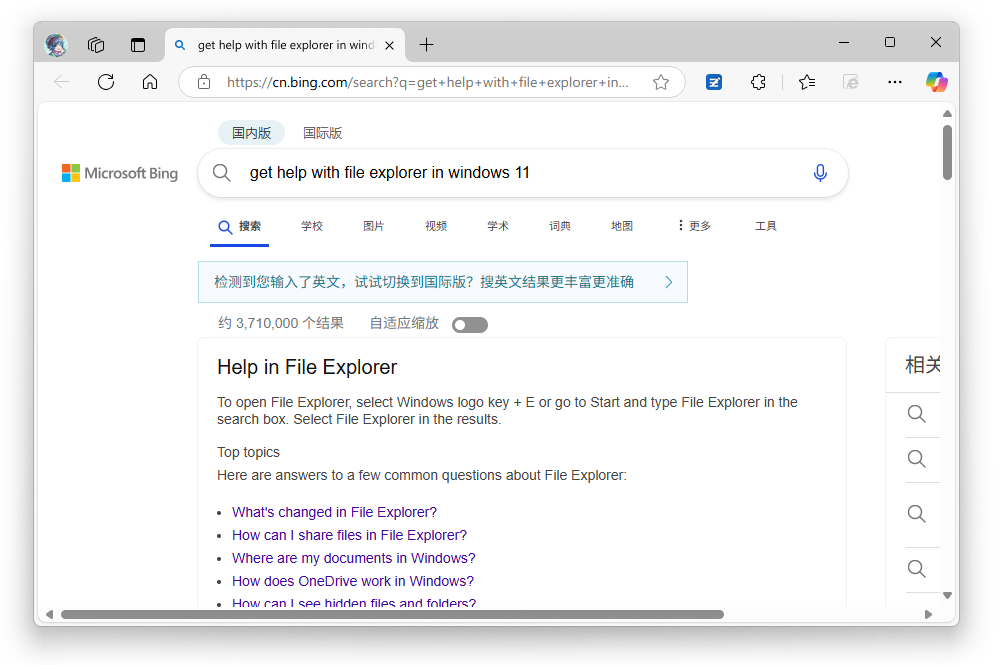 get help with file explorer in wind
https://cn.bing.com/search?q=get+help+with+file+explorer+in...
国内版 国际版
Microsoft Bing
get help with file explorer in windows 11
搜索 学校 图片 视频 学术 词典 地图 更多 工具
检测到您输入了英文，试试切换到国际版？搜英文结果更丰富更准确
约 3,710,000 个结果 自适应缩放
Help in File Explorer
To open File Explorer, select Windows logo key + E or go to Start and type File Explorer in the
search box. Select File Explorer in the results.
Top topics
Here are answers to a few common questions about File Explorer:
What's changed in File Explorer?
How can I share files in File Explorer?
Where are my documents in Windows?
How does OneDrive work in Windows?
How can I see hidden files and folders?
相关